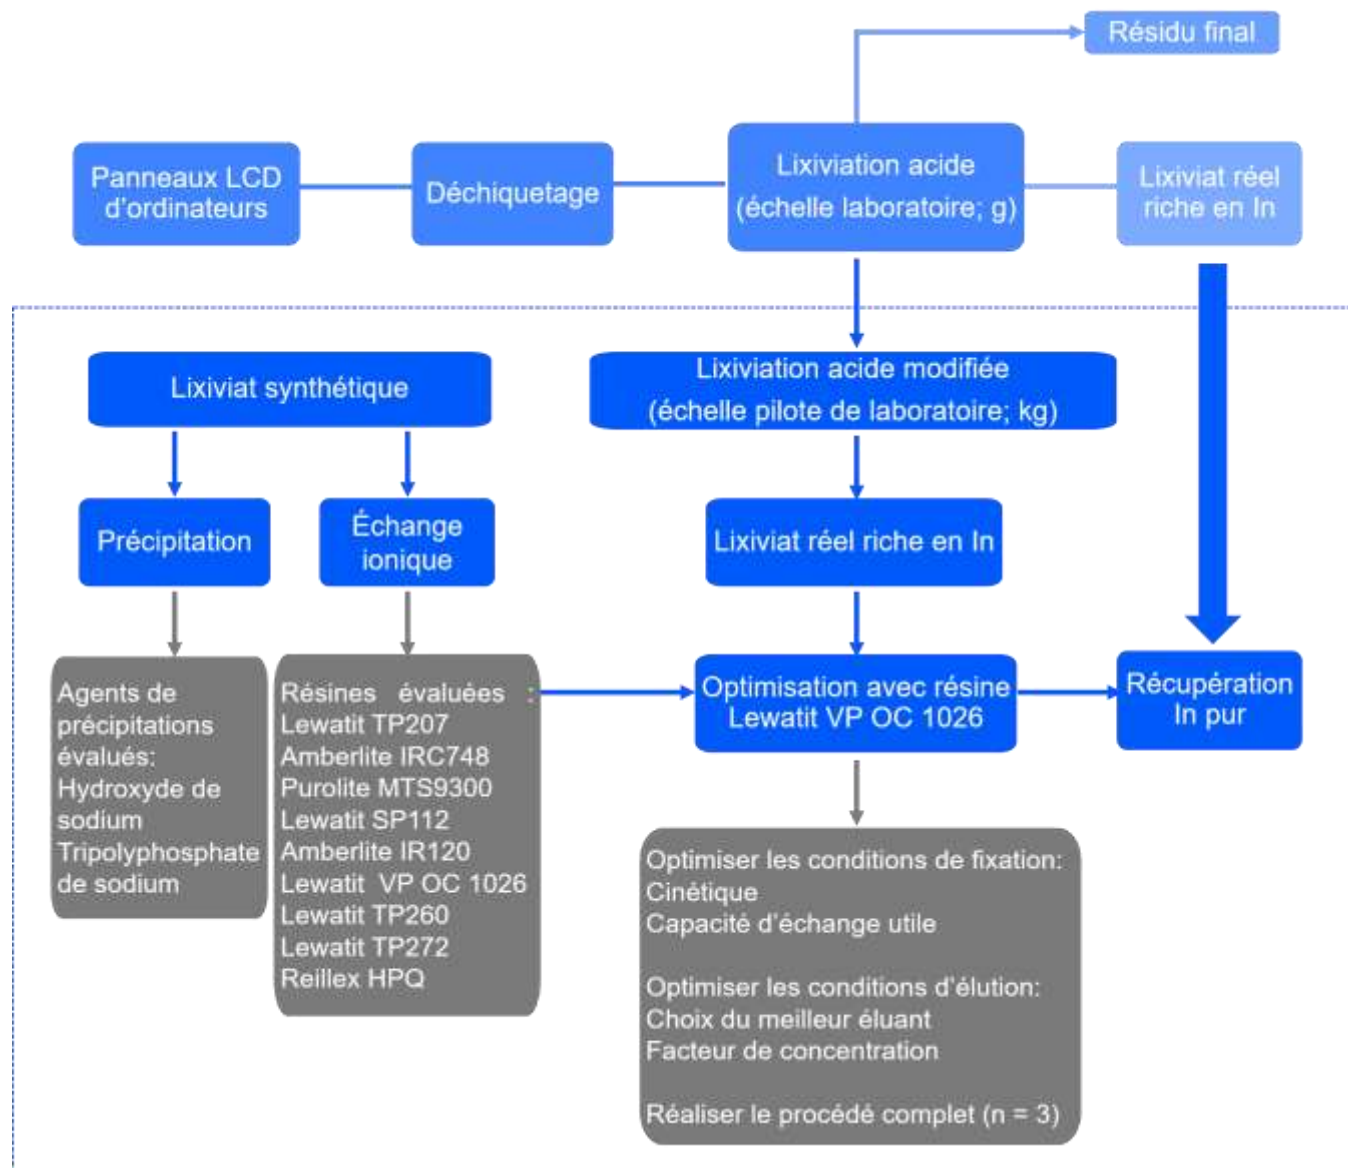 Résidu final
Panneaux LCD
d'ordinateurs
Déchiquetage
Lixiviation acide
(échelle laboratoire; g)
Lixiviat réel
riche en In
Lixiviat synthétique
Lixiviation acide modifiée
(échelle pilote de laboratoire; kg)
Précipitation
Échange
ionique
Lixiviat réel riche en In
Agents de
précipitations
évalués:
Hydroxyde de
sodium
Tripolyphosphate
de sodium
Résines évaluées :
Lewatit TP207
Amberlite IRC748
Purolite MTS9300
Lewatit SP112
Amberlite IR120
Lewatit VP OC 1026
Lewatit TP260
Lewatit TP272
Reillex HPQ
Optimisation avec résine
Lewatit VP OC 1026
Récupération
In pur
Optimiser les conditions de fixation:
Cinétique
Capacité d'échange utile
Optimiser les conditions d'élution:
Choix du meilleur éluant
Facteur de concentration
Réaliser le procédé complet (n = 3)